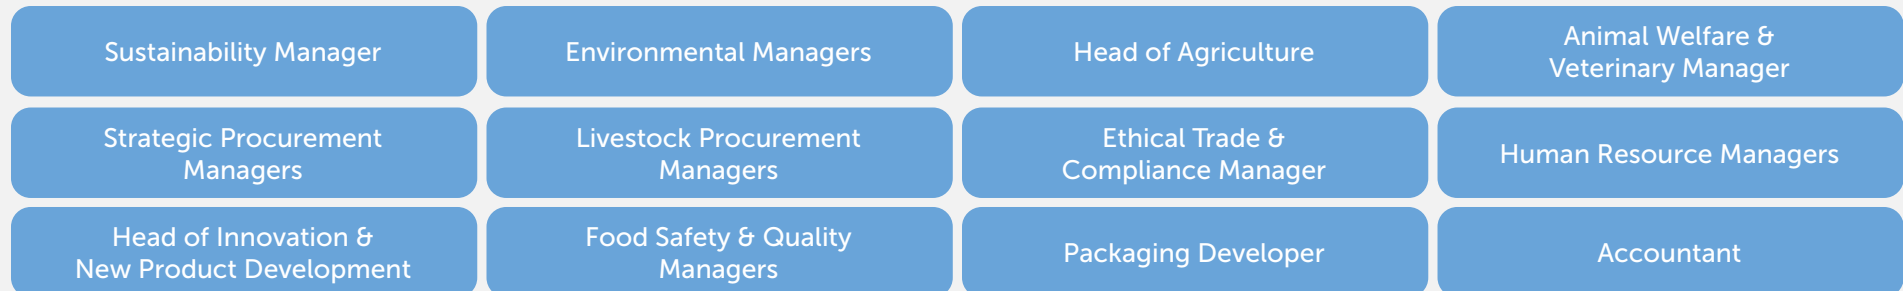 Sustainability Manager
Environmental Managers
Head of Agriculture
Animal Welfare &
Veterinary Manager
Strategic Procurement
Managers
Livestock Procurement
Managers
Ethical Trade &
Compliance Manager
Human Resource Managers
Head of Innovation &
New Product Development
Food Safety & Quality
Managers
Packaging Developer
Accountant